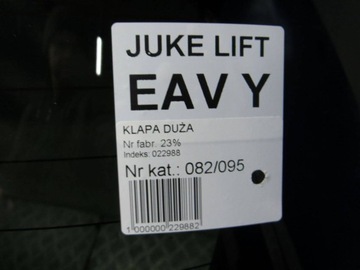 JUKE LIFT
EAV Y
KLAPA DUŻA
Nr fabr. 23%
Indeks: 022988
Nr kat.: 082/095
1 000000 229882